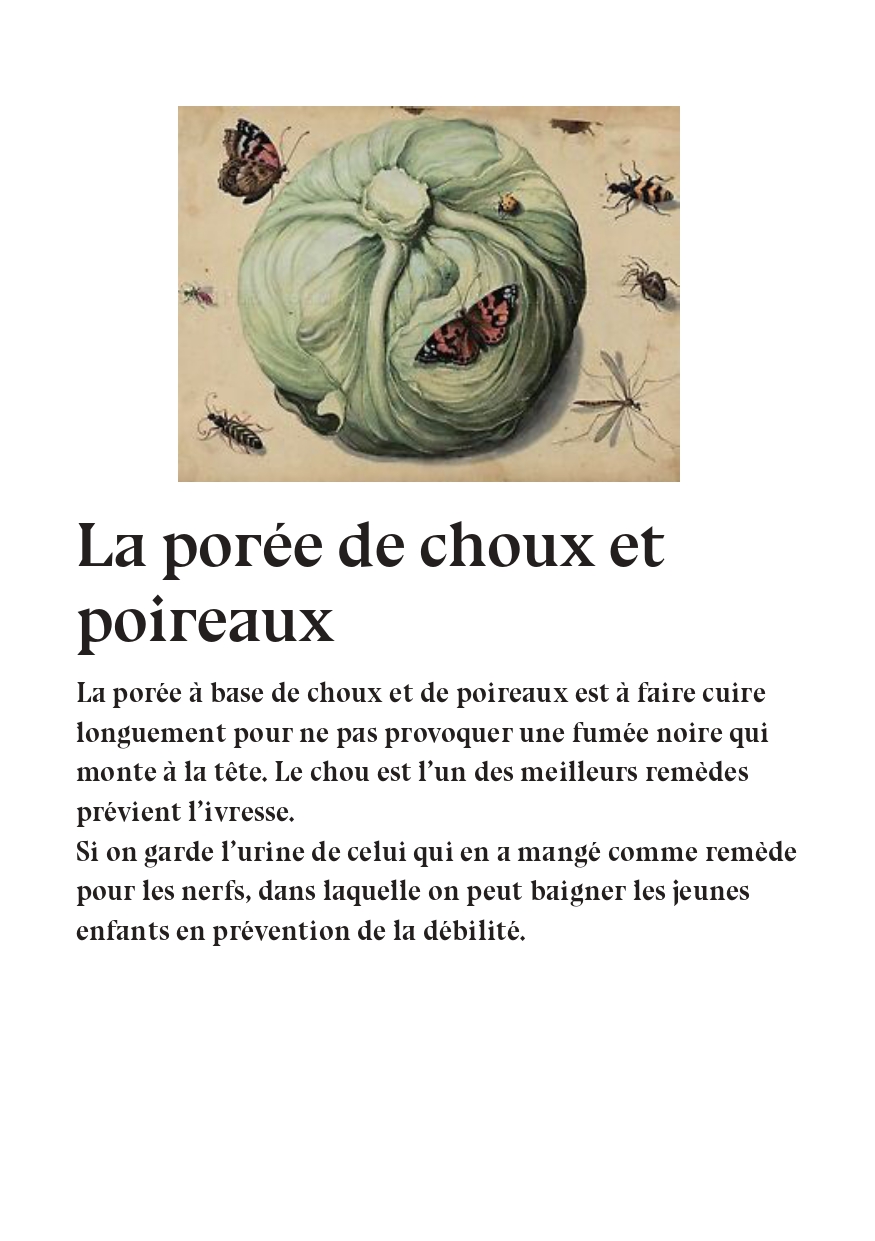 La porée de choux et
poireaux
La porée à base de choux et de poireaux est à faire cuire
longuement pour ne pas provoquer une fumée noire qui
monte à la tête. Le chou est l’un des meilleurs remèdes
prévient l’ivresse.
Si on garde l’urine de celui qui en a mangé comme remède
pour les nerfs, dans laquelle on peut baigner les jeunes
enfants en prévention de la débilité.